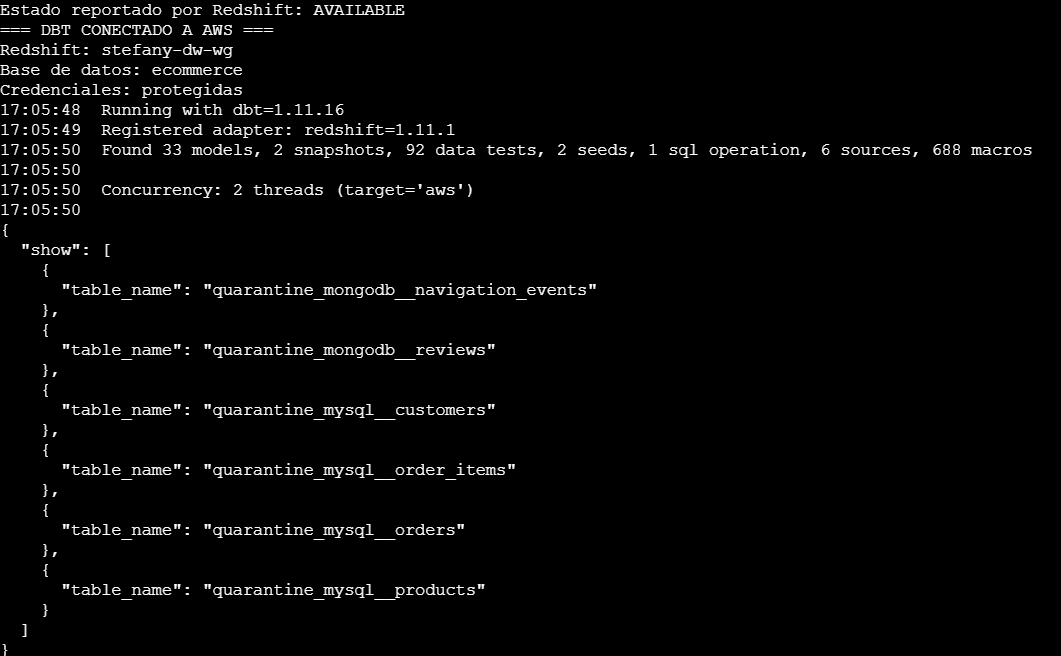 Estado reportado por Redshift: AVAILABLE
=== DBT CONECTADO A AWS ===
Redshift: stefany-dw-wg
Base de datos: ecommerce
Credenciales: protegidas
17:05:48  Running with dbt=1.11.16
17:05:49  Registered adapter: redshift=1.11.1
17:05:50  Found 33 models, 2 snapshots, 92 data tests, 2 seeds, 1 sql operation, 6 sources, 688 macros
17:05:50
17:05:50  Concurrency: 2 threads (target='aws')
17:05:50
{
  "show": [
    {
      "table_name": "quarantine_mongodb__navigation_events"
    },
    {
      "table_name": "quarantine_mongodb__reviews"
    },
    {
      "table_name": "quarantine_mysql__customers"
    },
    {
      "table_name": "quarantine_mysql__order_items"
    },
    {
      "table_name": "quarantine_mysql__orders"
    },
    {
      "table_name": "quarantine_mysql__products"
    }
  ]
}